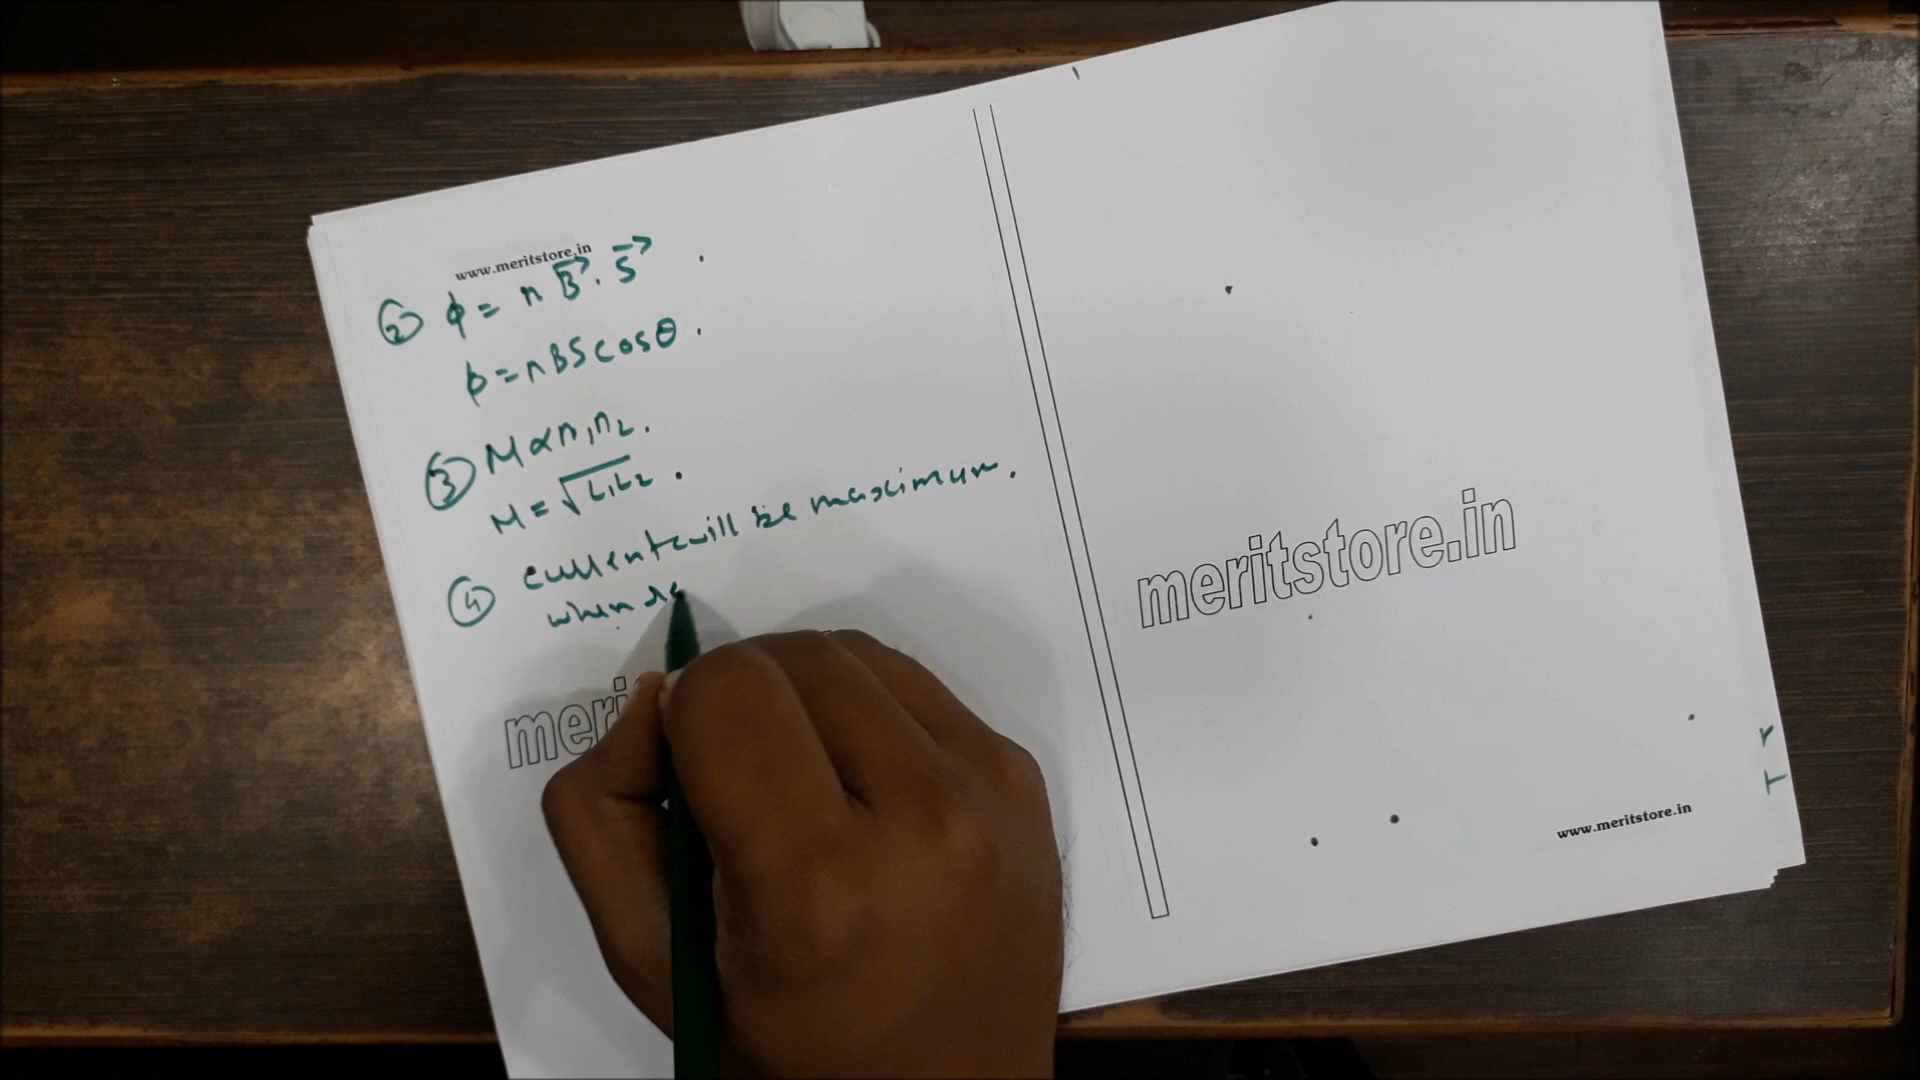 www.meritstore.in
② ϕ = n B⃗ . S⃗ .
ϕ = nBS cosθ .
③ M ∝ n₁n₂ .
M = √L₁L₂ .
④ current will be maximum .
when
meritstore.in
www.meritstore.in
r
T